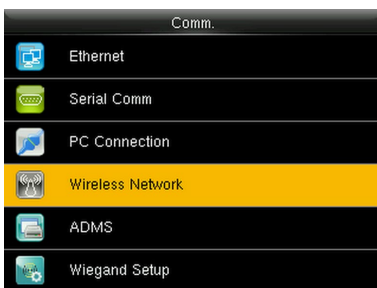 Comm.
Ethernet
Serial Comm
PC Connection
Wireless Network
ADMS
Wiegand Setup